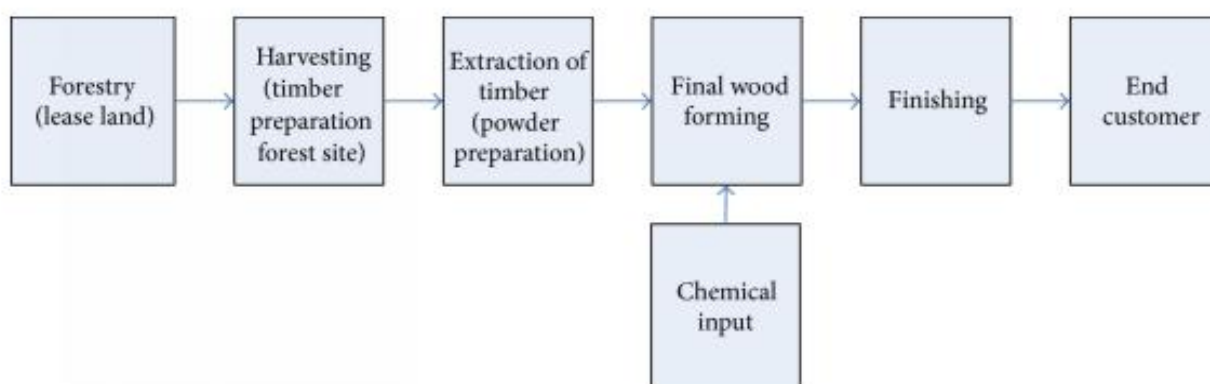 Forestry
(lease land)
Harvesting
(timber
preparation
forest site)
Extraction of
timber
(powder
preparation)
Final wood
forming
Finishing
End
customer
Chemical
input